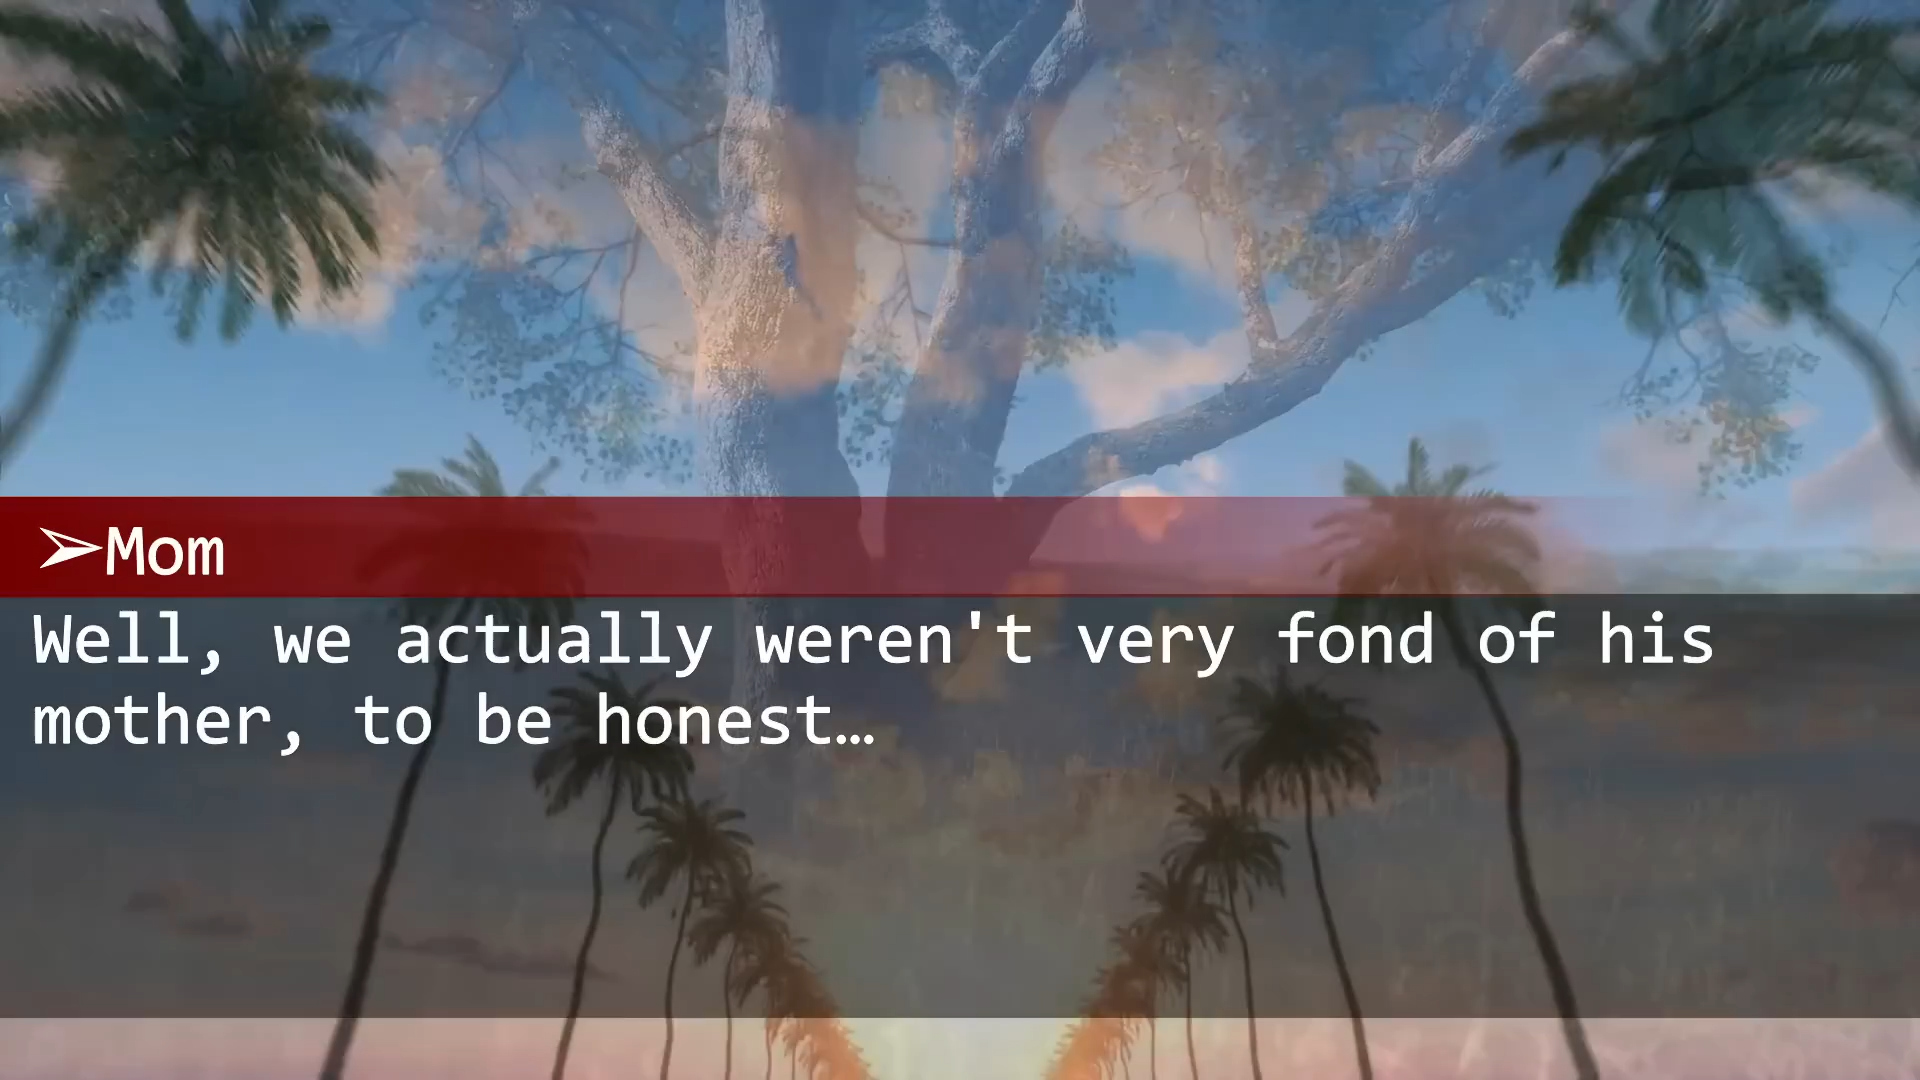 ➢Mom
Well, we actually weren't very fond of his
mother, to be honest…